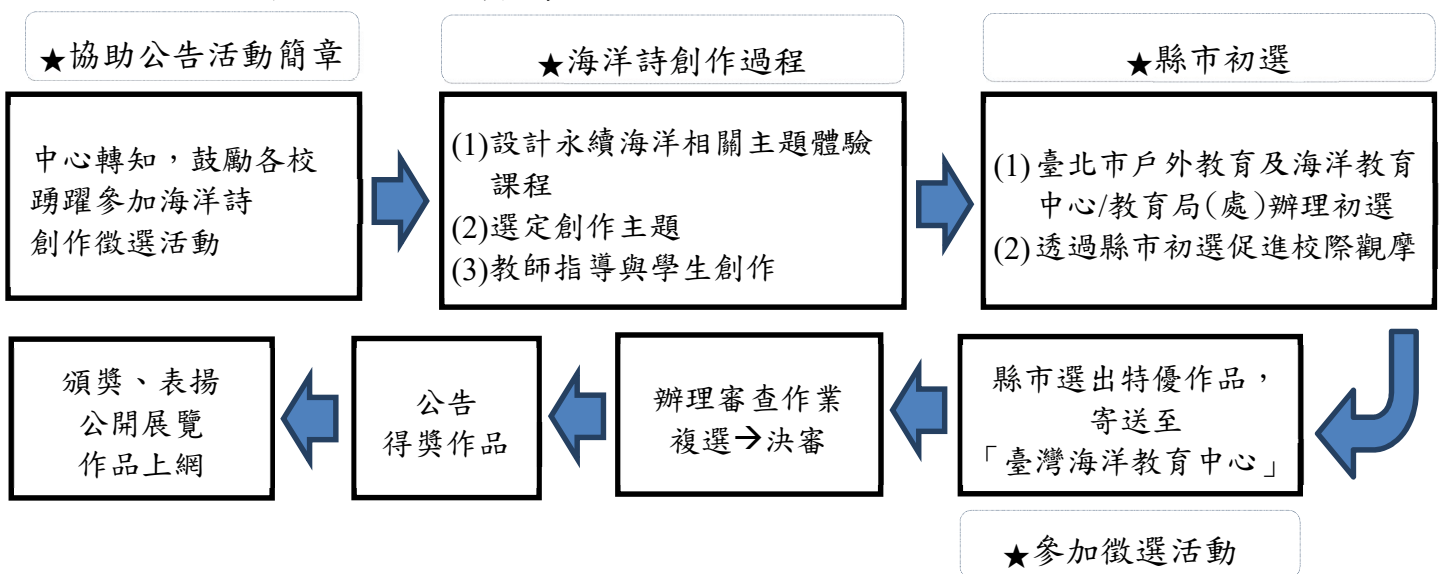 ★協助公告活動簡章
中心轉知，鼓勵各校
踴躍參加海洋詩
創作徵選活動
★海洋詩創作過程
(1)設計永續海洋相關主題體驗
課程
(2)選定創作主題
(3)教師指導與學生創作
★縣市初選
(1)臺北市戶外教育及海洋教育
中心/教育局(處)辦理初選
(2)透過縣市初選促進校際觀摩
縣市選出特優作品，
寄送至
「臺灣海洋教育中心」
★參加徵選活動
辦理審查作業
複選→決審
公告
得獎作品
頒獎、表揚
公開展覽
作品上網